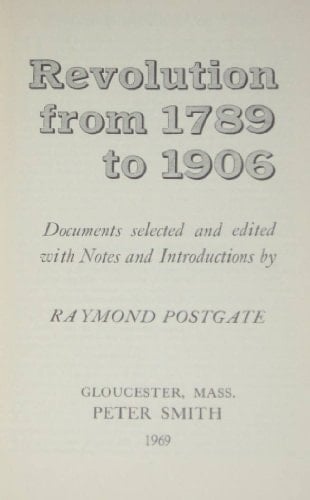 Revolution
from 1789
to 1906
Documents selected and edited
with Notes and Introductions by
RAYMOND POSTGATE
GLOUCESTER, MASS.
PETER SMITH
1969